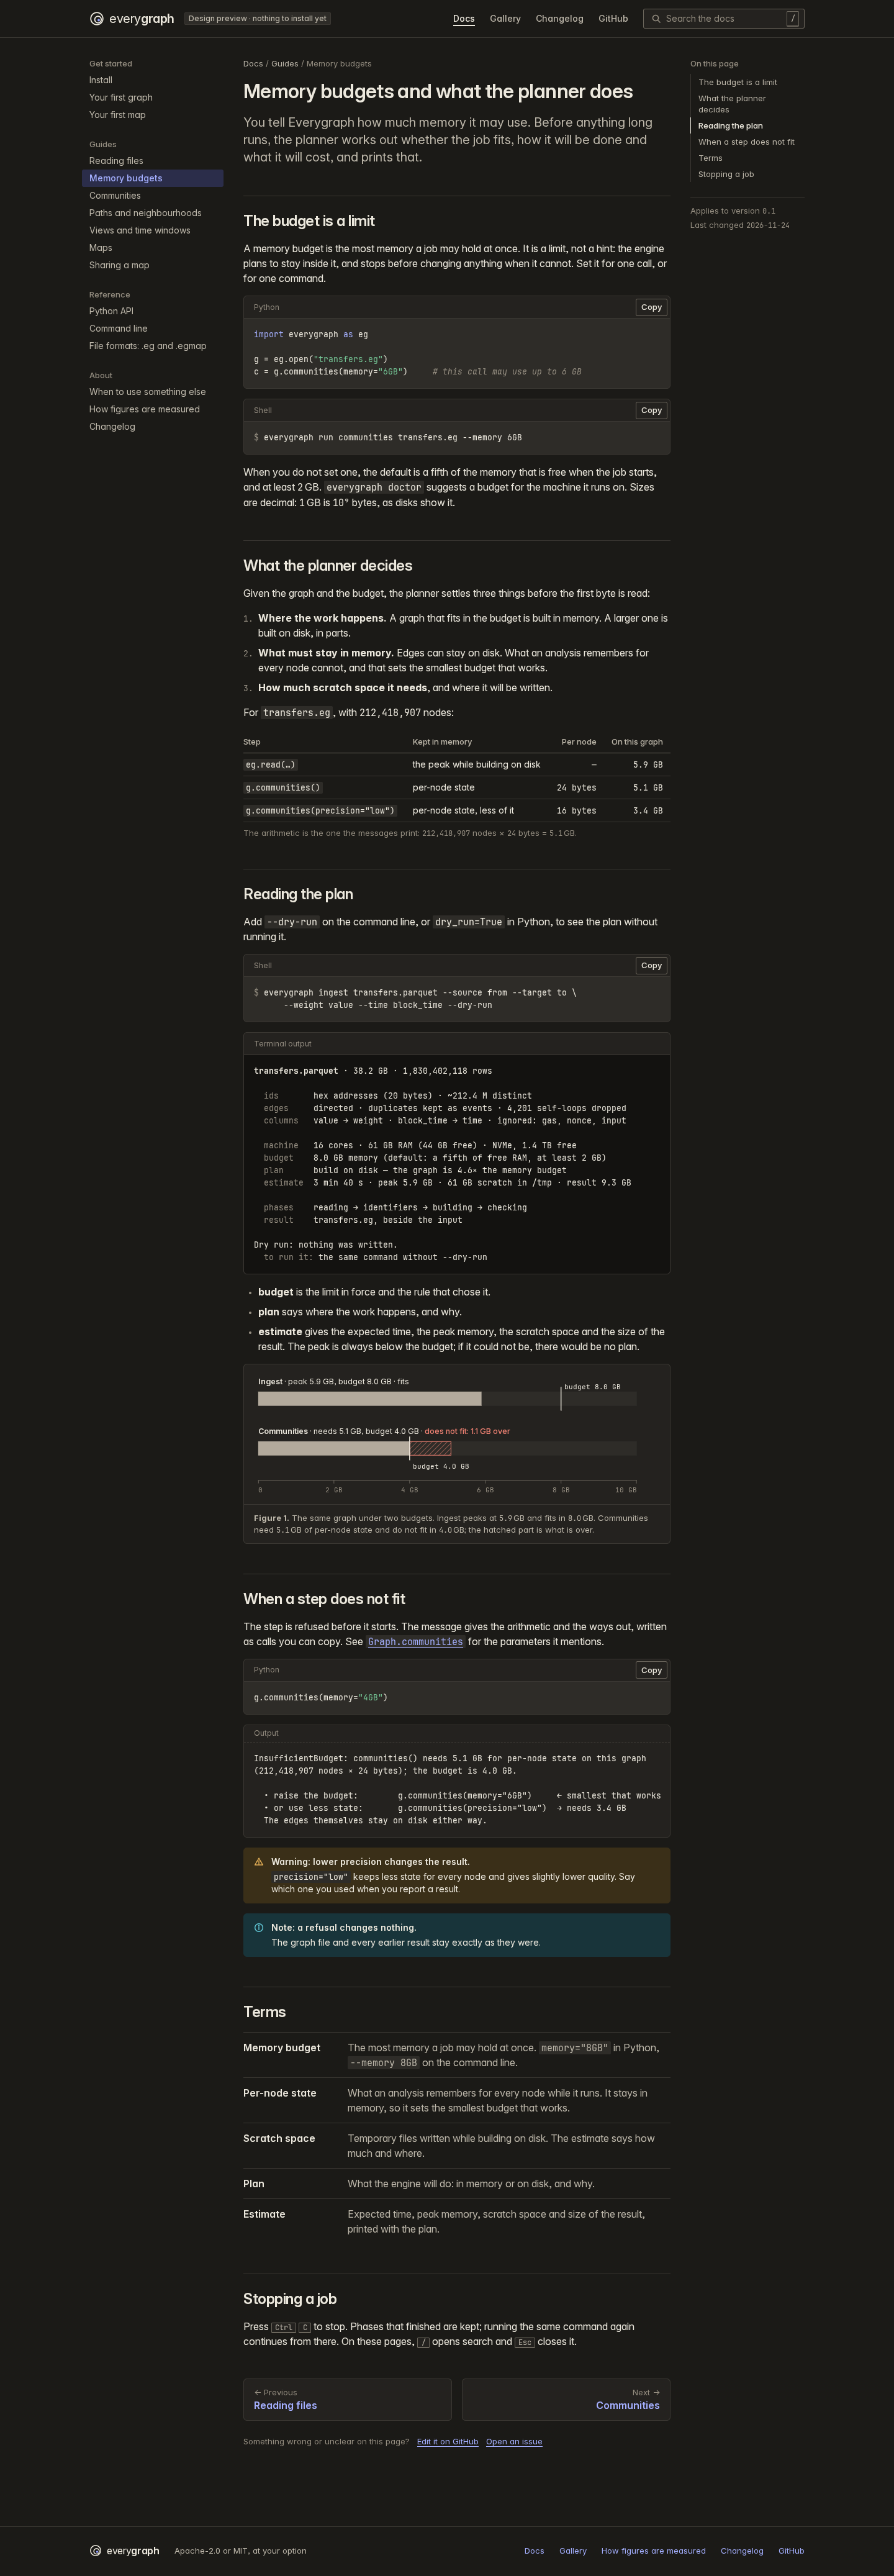 everygraph
Design preview · nothing to install yet
Docs
Gallery
Changelog
GitHub
Search the docs
/
Get started
Install
Your first graph
Your first map
Guides
Reading files
Memory budgets
Communities
Paths and neighbourhoods
Views and time windows
Maps
Sharing a map
Reference
Python API
Command line
File formats: .eg and .egmap
About
When to use something else
How figures are measured
Changelog
Docs / Guides / Memory budgets
Memory budgets and what the planner does
You tell Everygraph how much memory it may use. Before anything long
runs, the planner works out whether the job fits, how it will be done and
what it will cost, and prints that.
The budget is a limit
A memory budget is the most memory a job may hold at once. It is a limit, not a hint: the engine
plans to stay inside it, and stops before changing anything when it cannot. Set it for one call, or
for one command.
Python
Copy
import everygraph as eg
g = eg.open("transfers.eg")
c = g.communities(memory="6GB")     # this call may use up to 6 GB
Shell
Copy
$ everygraph run communities transfers.eg --memory 6GB
When you do not set one, the default is a fifth of the memory that is free when the job starts,
and at least 2 GB. everygraph doctor suggests a budget for the machine it runs on. Sizes
are decimal: 1 GB is 10⁹ bytes, as disks show it.
What the planner decides
Given the graph and the budget, the planner settles three things before the first byte is read:
1. Where the work happens. A graph that fits in the budget is built in memory. A larger one is
built on disk, in parts.
2. What must stay in memory. Edges can stay on disk. What an analysis remembers for
every node cannot, and that sets the smallest budget that works.
3. How much scratch space it needs, and where it will be written.
For transfers.eg, with 212,418,907 nodes:
Step Kept in memory Per node On this graph
eg.read(…) the peak while building on disk — 5.9 GB
g.communities() per-node state 24 bytes 5.1 GB
g.communities(precision="low") per-node state, less of it 16 bytes 3.4 GB
The arithmetic is the one the messages print: 212,418,907 nodes × 24 bytes = 5.1 GB.
Reading the plan
Add --dry-run on the command line, or dry_run=True in Python, to see the plan without
running it.
Shell
Copy
$ everygraph ingest transfers.parquet --source from --target to \
--weight value --time block_time --dry-run
Terminal output
transfers.parquet · 38.2 GB · 1,830,402,118 rows
ids hex addresses (20 bytes) · ~212.4 M distinct
edges directed · duplicates kept as events · 4,201 self-loops dropped
columns value → weight · block_time → time · ignored: gas, nonce, input
machine 16 cores · 61 GB RAM (44 GB free) · NVMe, 1.4 TB free
budget 8.0 GB memory (default: a fifth of free RAM, at least 2 GB)
plan build on disk — the graph is 4.6× the memory budget
estimate 3 min 40 s · peak 5.9 GB · 61 GB scratch in /tmp · result 9.3 GB
phases reading → identifiers → building → checking
result transfers.eg, beside the input
Dry run: nothing was written.
to run it: the same command without --dry-run
• budget is the limit in force and the rule that chose it.
• plan says where the work happens, and why.
• estimate gives the expected time, the peak memory, the scratch space and the size of the
result. The peak is always below the budget; if it could not be, there would be no plan.
Ingest · peak 5.9 GB, budget 8.0 GB · fits
budget 8.0 GB
Communities · needs 5.1 GB, budget 4.0 GB · does not fit: 1.1 GB over
budget 4.0 GB
0 2 GB 4 GB 6 GB 8 GB 10 GB
Figure 1. The same graph under two budgets. Ingest peaks at 5.9 GB and fits in 8.0 GB. Communities
need 5.1 GB of per-node state and do not fit in 4.0 GB; the hatched part is what is over.
When a step does not fit
The step is refused before it starts. The message gives the arithmetic and the ways out, written
as calls you can copy. See Graph.communities for the parameters it mentions.
Python
Copy
g.communities(memory="4GB")
Output
InsufficientBudget: communities() needs 5.1 GB for per-node state on this graph
(212,418,907 nodes × 24 bytes); the budget is 4.0 GB.
• raise the budget: g.communities(memory="6GB") ← smallest that works
• or use less state: g.communities(precision="low") → needs 3.4 GB
The edges themselves stay on disk either way.
Warning: lower precision changes the result.
precision="low" keeps less state for every node and gives slightly lower quality. Say
which one you used when you report a result.
Note: a refusal changes nothing.
The graph file and every earlier result stay exactly as they were.
Terms
Memory budget The most memory a job may hold at once. memory="8GB" in Python,
--memory 8GB on the command line.
Per-node state What an analysis remembers for every node while it runs. It stays in
memory, so it sets the smallest budget that works.
Scratch space Temporary files written while building on disk. The estimate says how
much and where.
Plan What the engine will do: in memory or on disk, and why.
Estimate Expected time, peak memory, scratch space and size of the result,
printed with the plan.
Stopping a job
Press Ctrl C to stop. Phases that finished are kept; running the same command again
continues from there. On these pages, / opens search and Esc closes it.
← Previous
Reading files
Next →
Communities
Something wrong or unclear on this page? Edit it on GitHub Open an issue
On this page
The budget is a limit
What the planner
decides
Reading the plan
When a step does not fit
Terms
Stopping a job
Applies to version 0.1
Last changed 2026-11-24
everygraph
Apache-2.0 or MIT, at your option
Docs
Gallery
How figures are measured
Changelog
GitHub